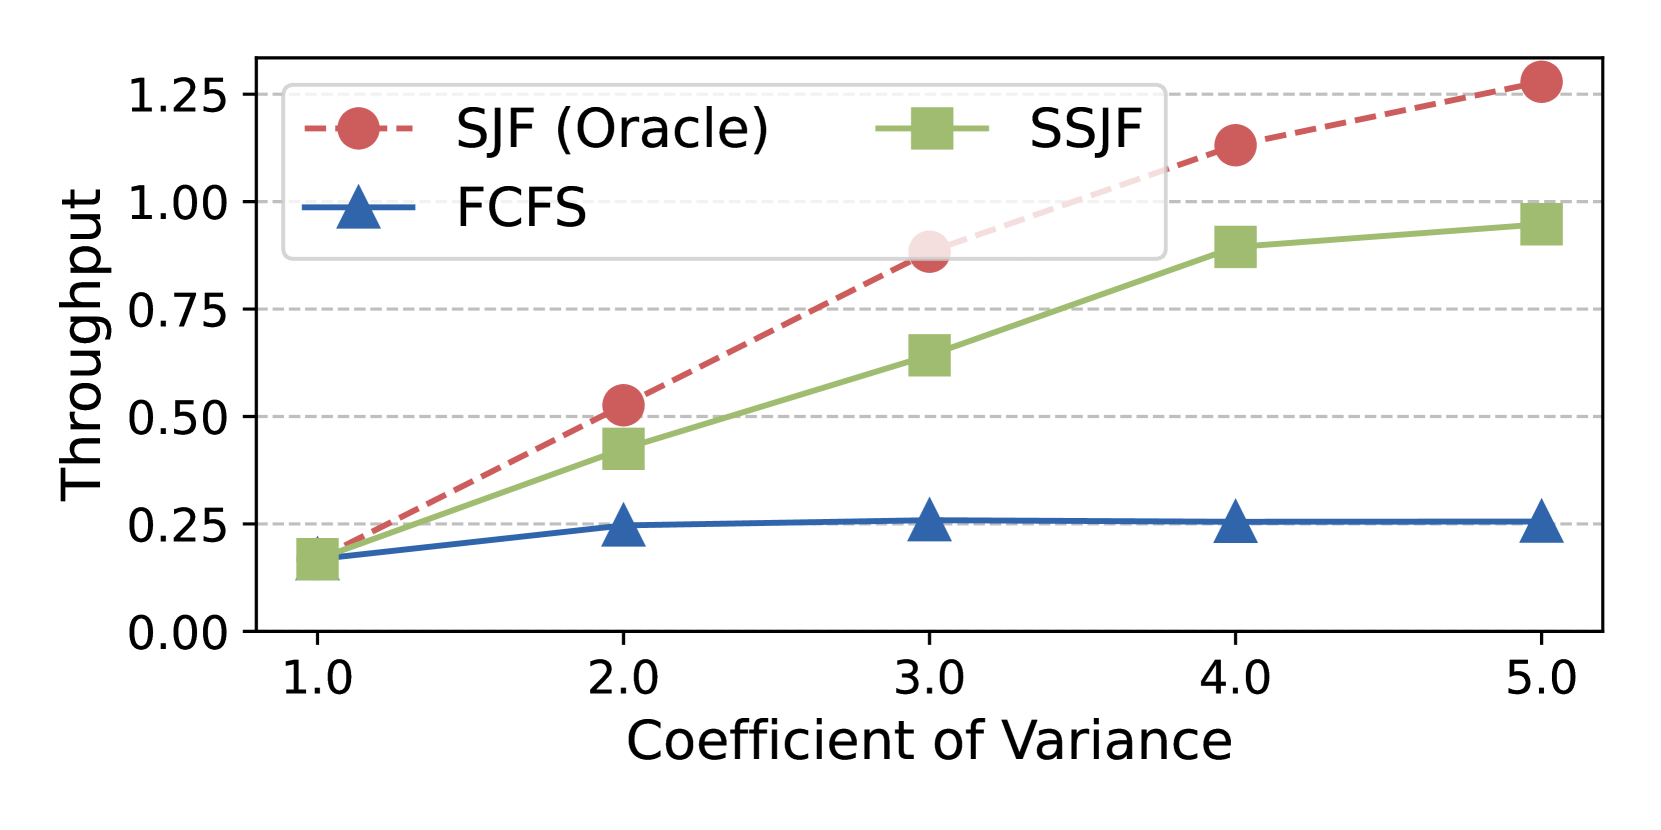 SJF (Oracle)
SSJF
FCFS
Throughput
1.25
1.00
0.75
0.50
0.25
0.00
1.0 2.0 3.0 4.0 5.0
Coefficient of Variance